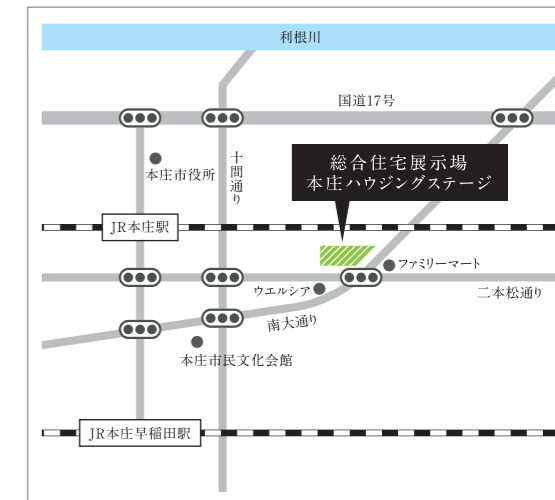 利根川
国道17号
十間通り
本庄市役所
総合住宅展示場
本庄ハウジングステージ
JR本庄駅
ファミリーマート
ウエルシア
二本松通り
南大通り
本庄市民文化会館
JR本庄早稲田駅